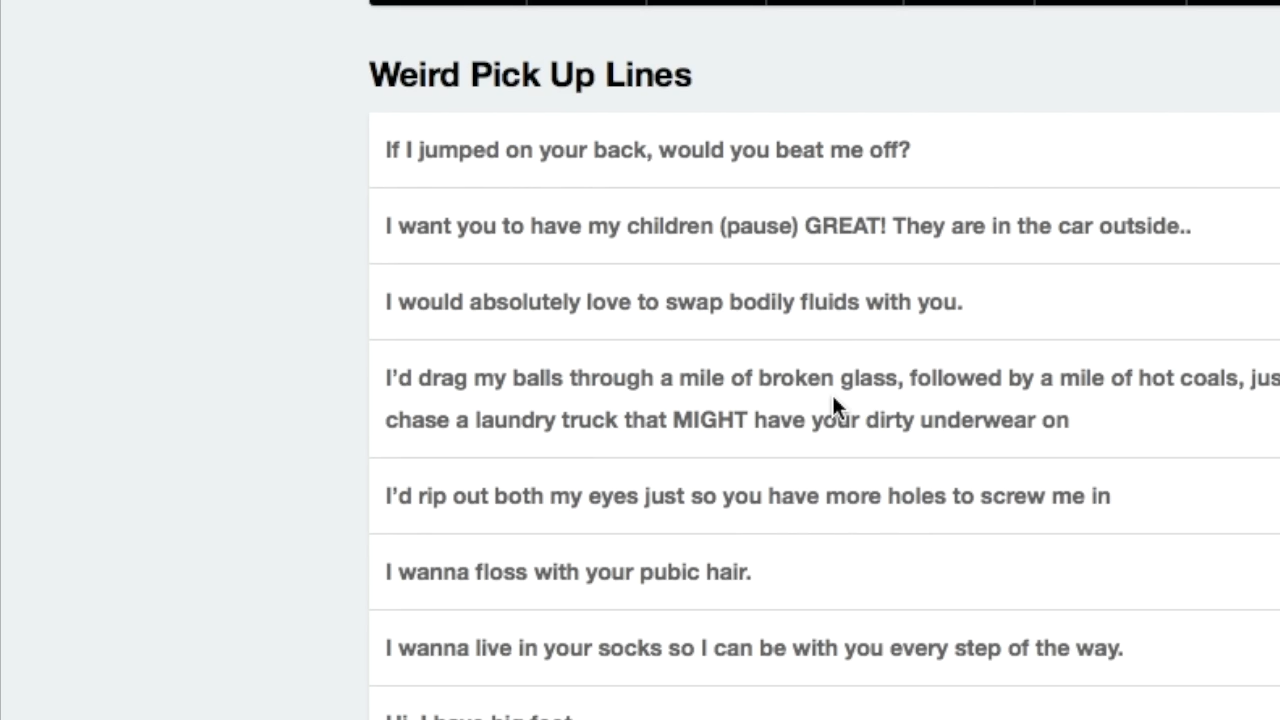 Weird Pick Up Lines
If I jumped on your back, would you beat me off?
I want you to have my children (pause) GREAT! They are in the car outside..
I would absolutely love to swap bodily fluids with you.
I’d drag my balls through a mile of broken glass, followed by a mile of hot coals,
chase a laundry truck that MIGHT have your dirty underwear on
I’d rip out both my eyes just so you have more holes to screw me in
I wanna floss with your pubic hair.
I wanna live in your socks so I can be with you every step of the way.
Hi, I have big feet